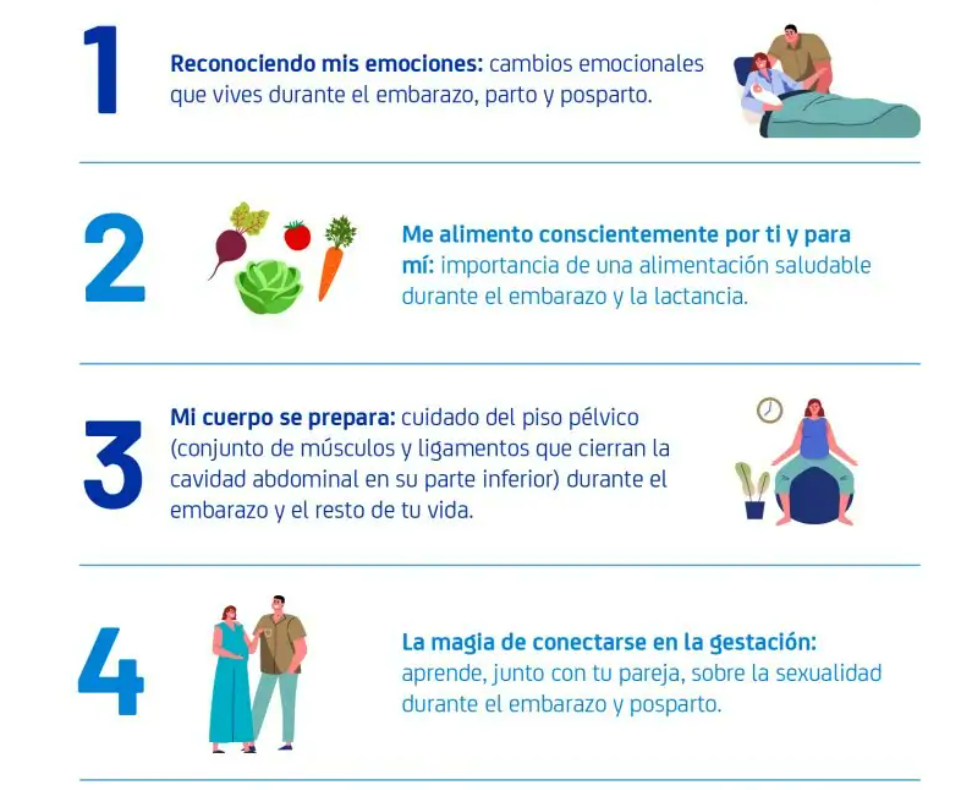 1
Reconociendo mis emociones: cambios emocionales
que vives durante el embarazo, parto y posparto.
2
Me alimento conscientemente por ti y para
mí: importancia de una alimentación saludable
durante el embarazo y la lactancia.
3
Mi cuerpo se prepara: cuidado del piso pélvico
(conjunto de músculos y ligamentos que cierran la
cavidad abdominal en su parte inferior) durante el
embarazo y el resto de tu vida.
4
La magia de conectarse en la gestación:
aprende, junto con tu pareja, sobre la sexualidad
durante el embarazo y posparto.